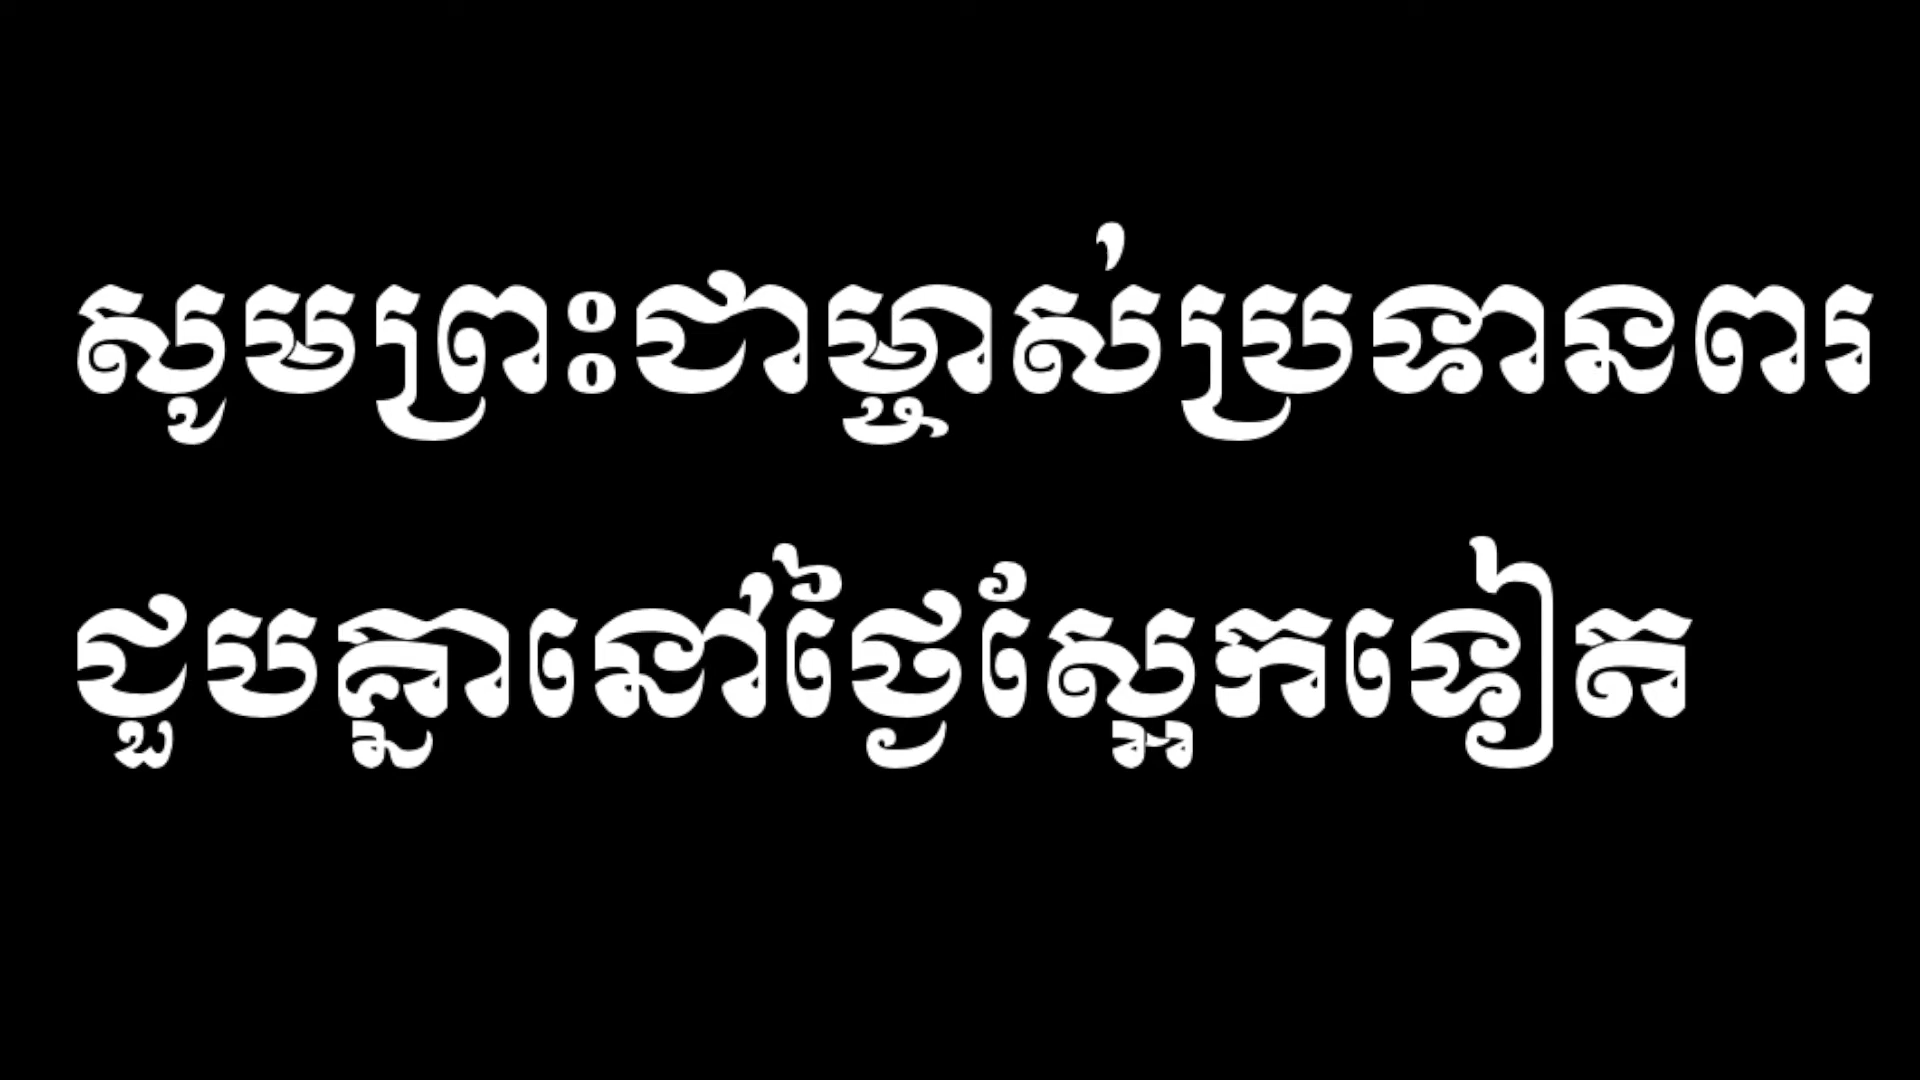 សូមព្រះជាម្ចាស់ប្រទានពរ
ជួបគ្នានៅថ្ងៃស្អែកទៀត